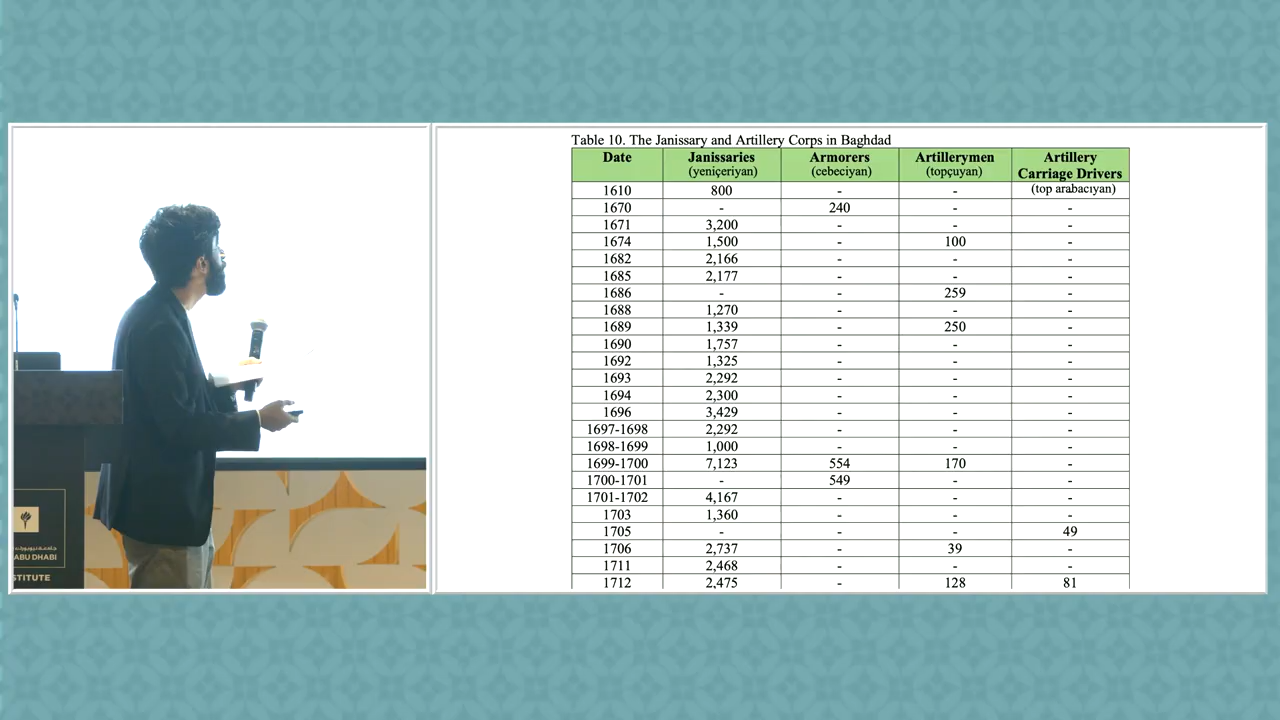 Table 10. The Janissary and Artillery Corps in Baghdad
Date Janissaries (yeniçeriyan) Armorers (cebeciyan) Artillerymen (topçuyan) Artillery Carriage Drivers (top arabacıyan)
1610 800 - -
1670 - 240 - -
1671 3,200 - - -
1674 1,500 - 100 -
1682 2,166 - - -
1685 2,177 - - -
1686 - - 259 -
1688 1,270 - - -
1689 1,339 - 250 -
1690 1,757 - - -
1692 1,325 - - -
1693 2,292 - - -
1694 2,300 - - -
1696 3,429 - - -
1697-1698 2,292 - - -
1698-1699 1,000 - - -
1699-1700 7,123 554 170 -
1700-1701 - 549 - -
1701-1702 4,167 - - -
1703 1,360 - - -
1705 - - - 49
1706 2,737 - 39 -
1711 2,468 - - -
1712 2,475 - 128 81
ABU DHABI
STITUTE